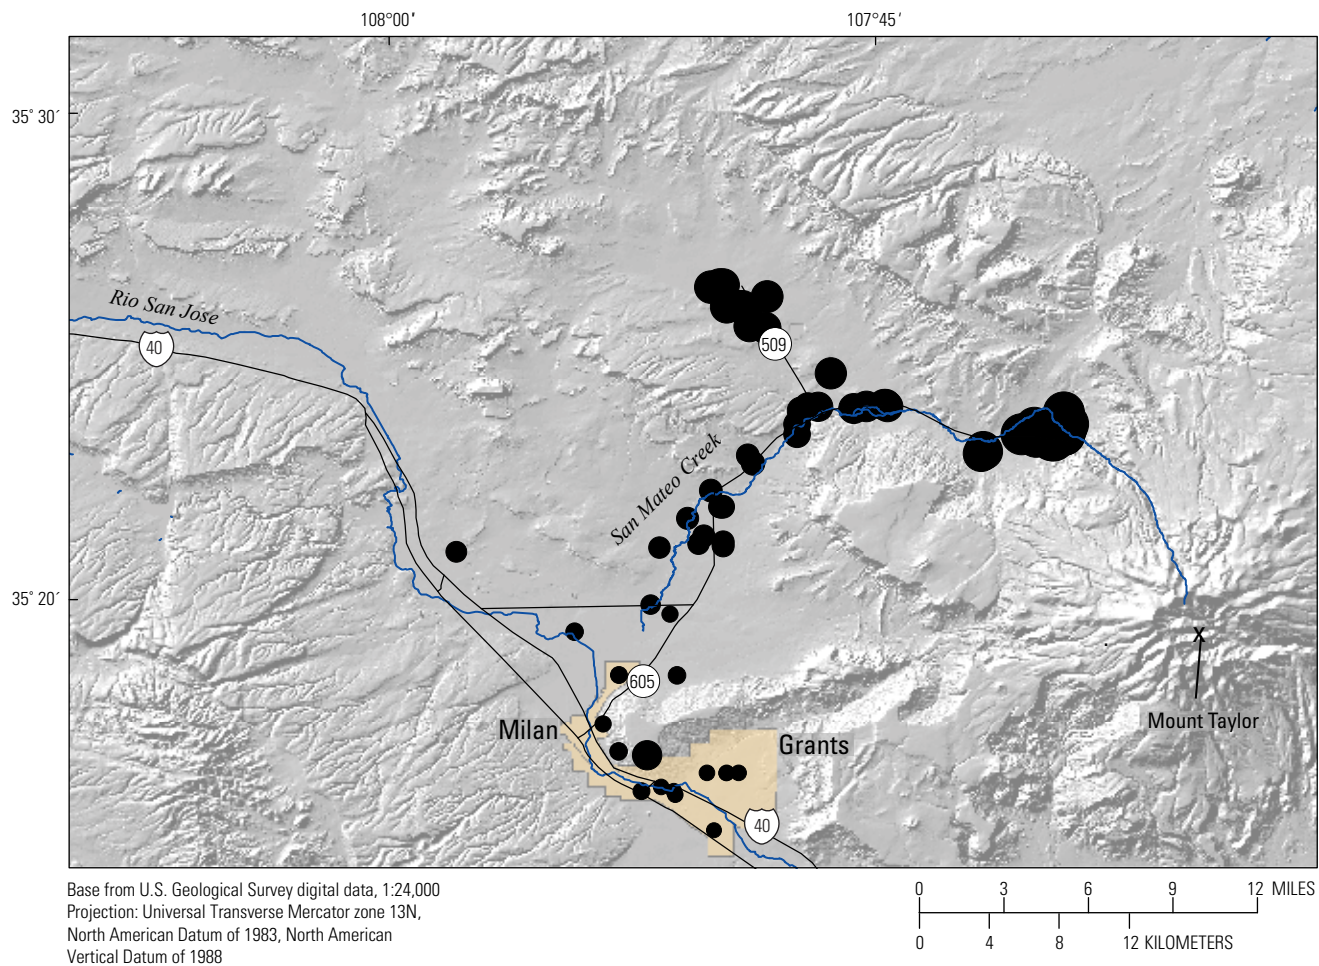 108°00′
107°45′
35°30′
Rio San Jose
40
509
San Mateo Creek
35°20′
605
x
Mount Taylor
Milan
Grants
40
Base from U.S. Geological Survey digital data, 1:24,000
Projection: Universal Transverse Mercator zone 13N,
North American Datum of 1983, North American
Vertical Datum of 1988
0 3 6 9 12 MILES
0 4 8 12 KILOMETERS